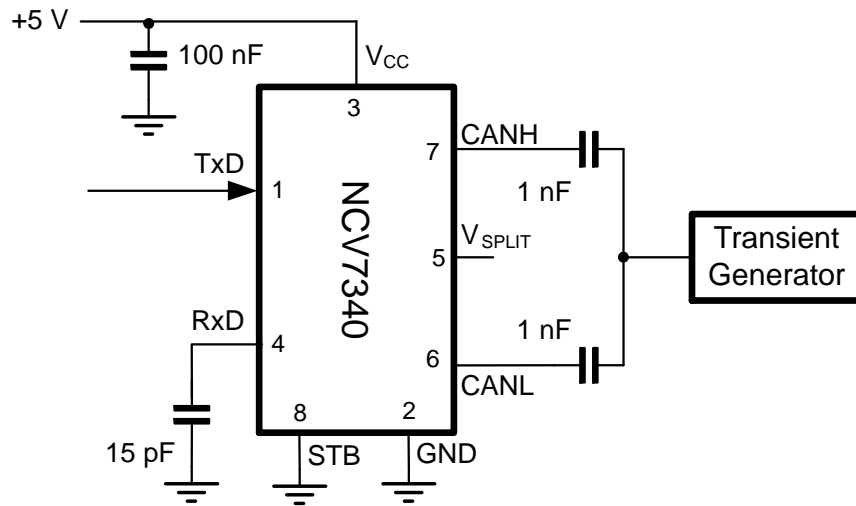 +5 V
100 nF
VCC
3
CANH
7
TxD
1
1 nF
NCV7340
VSPLIT
5
Transient
Generator
RxD
4
1 nF
6
CANL
8
2
15 pF
STB
GND